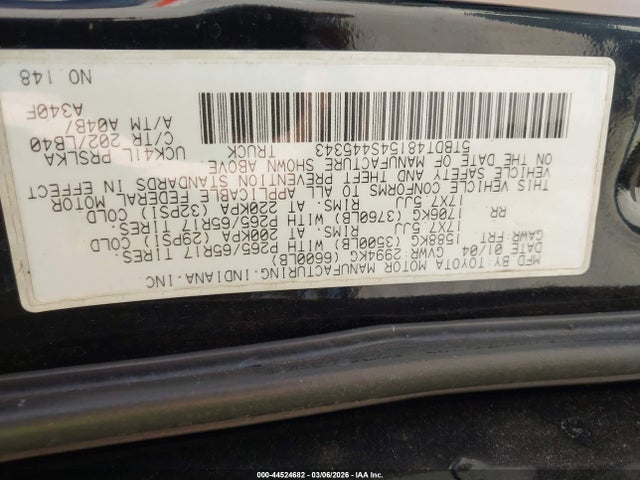 MFD BY: TOYOTA MOTOR MANUFACTURING.INDIANA.INC
DATE 01/04 GVWR 2994KG (6600LB)
GAWR-FRT.
1588KG (3500LB) WITH P265/65R17 TIRES.
17X7.5JJ RIMS. AT 200KPA (29PSI) COLD
RR.
1706KG (3760LB) WITH P265/65R17 TIRES.
17X7.5JJ RIMS. AT 220KPA (32PSI) COLD
THIS VEHICLE CONFORMS TO ALL APPLICABLE FEDERAL MOTOR
VEHICLE SAFETY AND THEFT PREVENTION STANDARDS IN EFFECT
ON THE DATE OF MANUFACTURE SHOWN ABOVE.
5TBDT48154S445343 TRUCK
UCK41L PRSLKA
C/TR 202/LB40
A/TM A04B/ A340F
NO.148
000-44524682 - 03/06/2026 - © COPYRIGHT IAA, LLC.